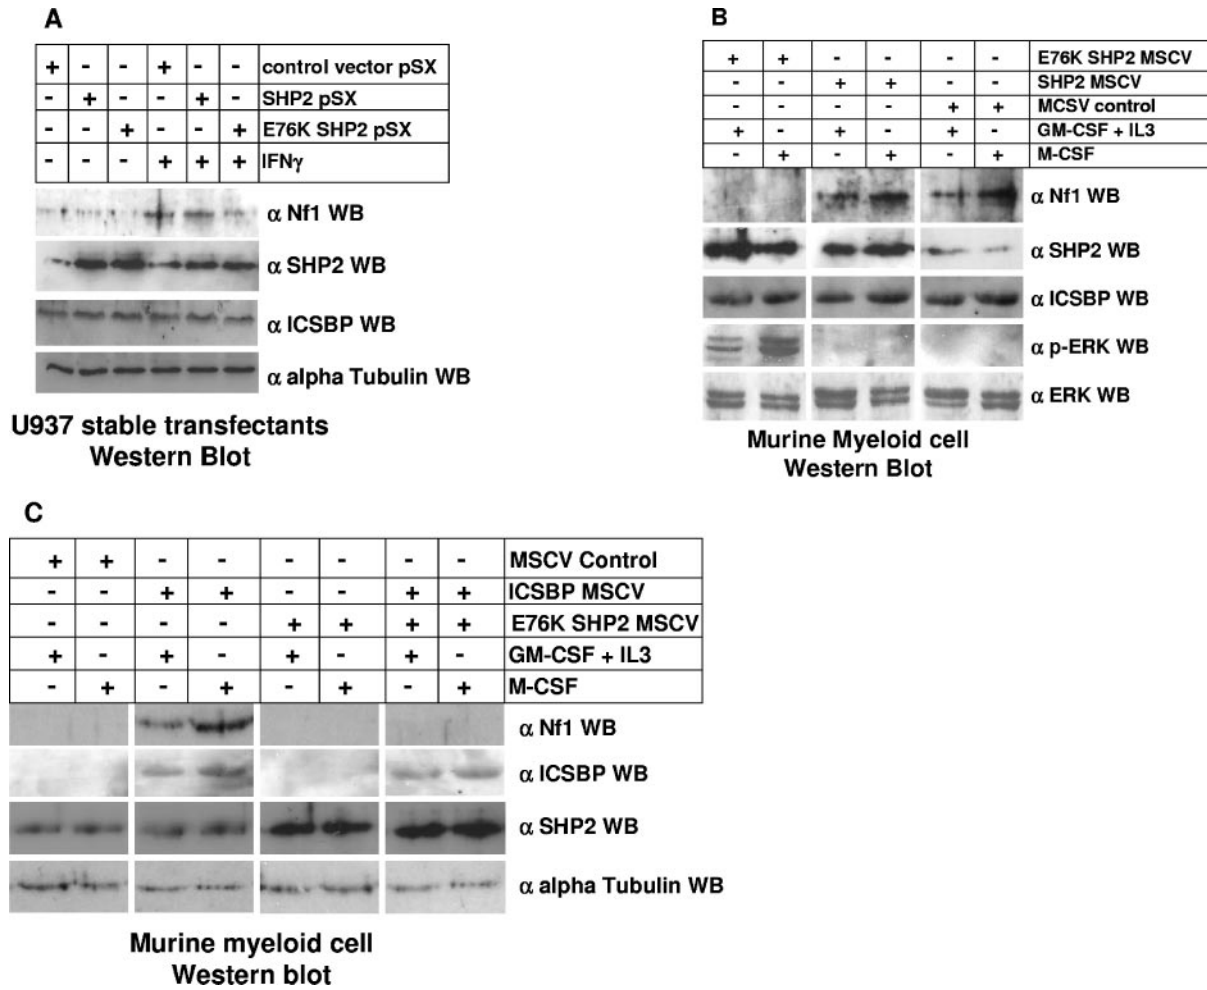 A
+ - - + - - control vector pSX
- + - - + - SHP2 pSX
- - + - - + E76K SHP2 pSX
- - - + + + IFNγ
α Nf1 WB
α SHP2 WB
α ICSBP WB
α alpha Tubulin WB
U937 stable transfectants
Western Blot
B
+ + - - - - E76K SHP2 MSCV
- - + + - - SHP2 MSCV
- - - - + + MCSV control
+ - + - + - GM-CSF + IL3
- + - + - + M-CSF
α Nf1 WB
α SHP2 WB
α ICSBP WB
α p-ERK WB
α ERK WB
Murine Myeloid cell
Western Blot
C
+ + - - - - - - MSCV Control
- - + + - - + + ICSBP MSCV
- - - - + + + + E76K SHP2 MSCV
+ - + - + - + - GM-CSF + IL3
- + - + - + - + M-CSF
α Nf1 WB
α ICSBP WB
α SHP2 WB
α alpha Tubulin WB
Murine myeloid cell
Western blot